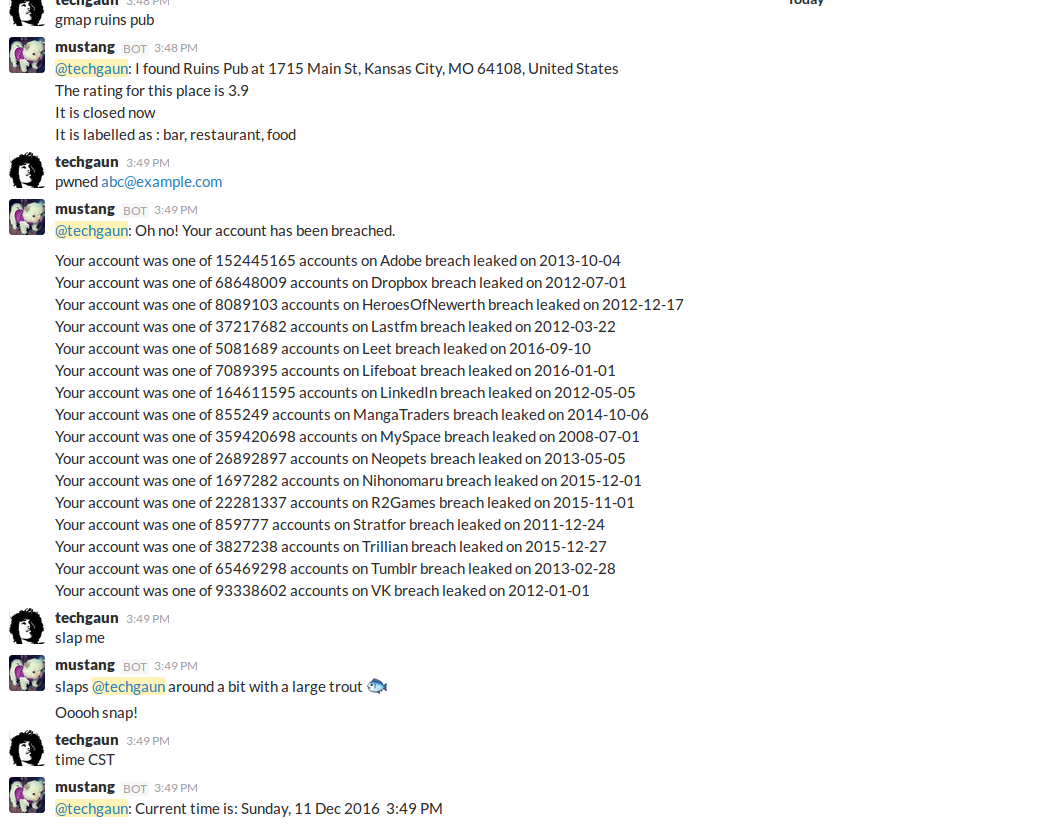 techgaun 3:48 PM
Today
gmap ruins pub
mustang BOT 3:48 PM
@techgaun: I found Ruins Pub at 1715 Main St, Kansas City, MO 64108, United States
The rating for this place is 3.9
It is closed now
It is labelled as : bar, restaurant, food
techgaun 3:49 PM
pwned abc@example.com
mustang BOT 3:49 PM
@techgaun: Oh no! Your account has been breached.
Your account was one of 152445165 accounts on Adobe breach leaked on 2013-10-04
Your account was one of 68648009 accounts on Dropbox breach leaked on 2012-07-01
Your account was one of 8089103 accounts on HeroesOfNewerth breach leaked on 2012-12-17
Your account was one of 37217682 accounts on Lastfm breach leaked on 2012-03-22
Your account was one of 5081689 accounts on Leet breach leaked on 2016-09-10
Your account was one of 7089395 accounts on Lifeboat breach leaked on 2016-01-01
Your account was one of 164611595 accounts on LinkedIn breach leaked on 2012-05-05
Your account was one of 855249 accounts on MangaTraders breach leaked on 2014-10-06
Your account was one of 359420698 accounts on MySpace breach leaked on 2008-07-01
Your account was one of 26892897 accounts on Neopets breach leaked on 2013-05-05
Your account was one of 1697282 accounts on Nihonomaru breach leaked on 2015-12-01
Your account was one of 22281337 accounts on R2Games breach leaked on 2015-11-01
Your account was one of 859777 accounts on Stratfor breach leaked on 2011-12-24
Your account was one of 3827238 accounts on Trillian breach leaked on 2015-12-27
Your account was one of 65469298 accounts on Tumblr breach leaked on 2013-02-28
Your account was one of 93338602 accounts on VK breach leaked on 2012-01-01
techgaun 3:49 PM
slap me
mustang BOT 3:49 PM
slaps @techgaun around a bit with a large trout 🐟
Ooooh snap!
techgaun 3:49 PM
time CST
mustang BOT 3:49 PM
@techgaun: Current time is: Sunday, 11 Dec 2016 3:49 PM